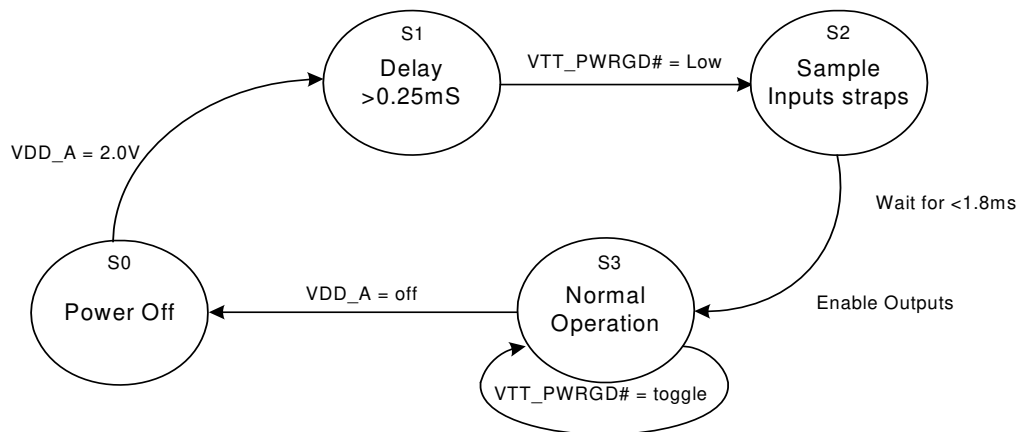 S1
Delay
>0.25mS
VTT_PWRGD# = Low
S2
Sample
Inputs straps
VDD_A = 2.0V
Wait for <1.8ms
Enable Outputs
S0
Power Off
VDD_A = off
S3
Normal
Operation
VTT_PWRGD# = toggle